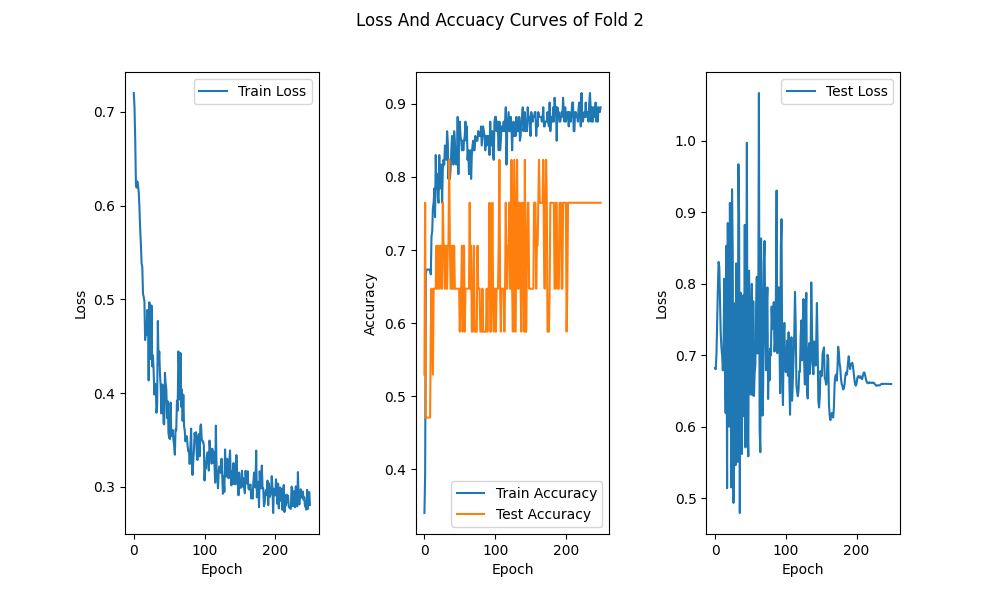 Loss And Accuacy Curves of Fold 2
Train Loss
0.7
0.6
0.5
0.4
0.3
Loss
0
100
200
Epoch
0.9
0.8
0.7
0.6
0.5
0.4
Accuracy
Train Accuracy
Test Accuracy
0
100
200
Epoch
Test Loss
1.0
0.9
0.8
0.7
0.6
0.5
Loss
0
100
200
Epoch